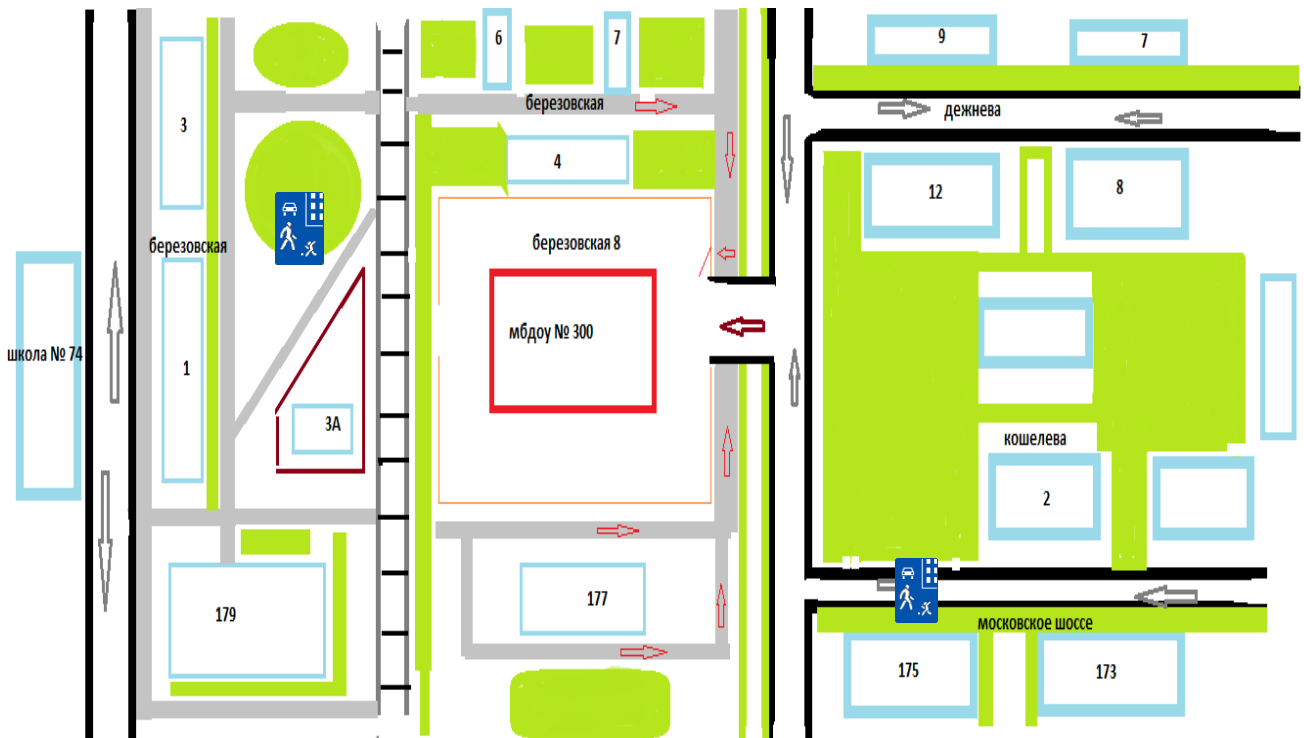 6
7
9
7
березовская
дежнева
3
4
12
8
березовская
березовская 8
школа № 74
1
мбдоу № 300
3А
кошелева
2
179
177
московское шоссе
175
173